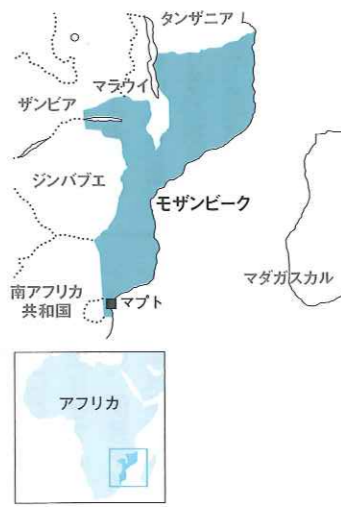 タンザニア
マラウイ
ザンビア
ジンバブエ
モザンビーク
マダガスカル
南アフリカ
共和国
マプト
アフリカ